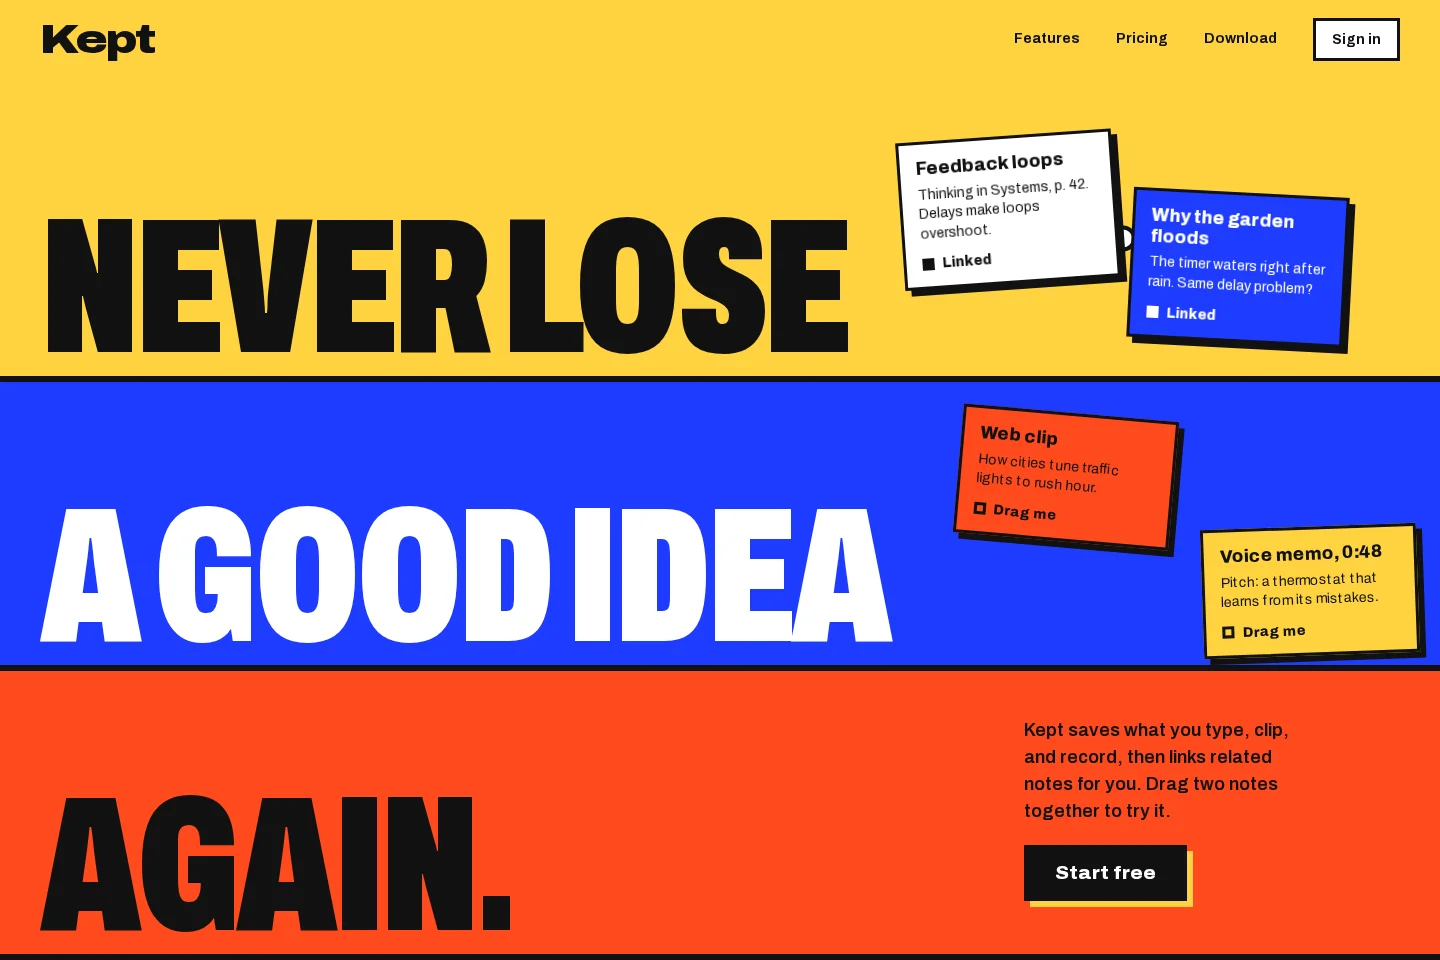 Kept
Features
Pricing
Download
Sign in
NEVER LOSE
Feedback loops
Thinking in Systems, p. 42.
Delays make loops
overshoot.
Linked
Why the garden
floods
The timer waters right after
rain. Same delay problem?
Linked
A GOOD IDEA
Web clip
How cities tune traffic
lights to rush hour.
Drag me
Voice memo, 0:48
Pitch: a thermostat that
learns from its mistakes.
Drag me
AGAIN.
Kept saves what you type, clip,
and record, then links related
notes for you. Drag two notes
together to try it.
Start free